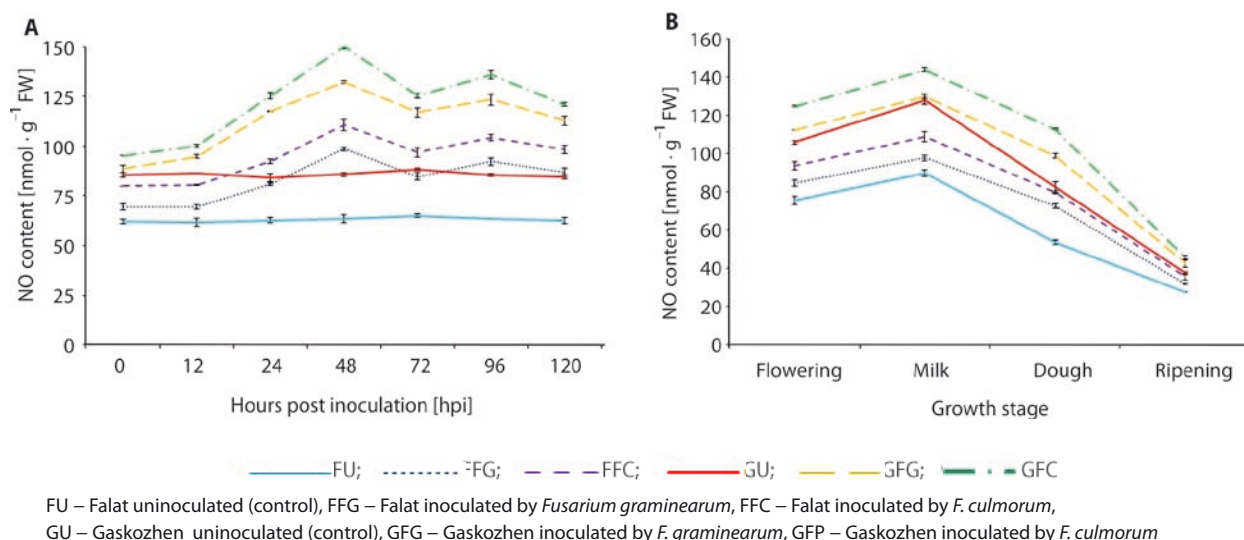 A
NO content [nmol · g⁻¹ FW]
150
125
100
75
50
25
0
0 12 24 48 72 96 120
Hours post inoculation [hpi]
B
NO content [nmol · g⁻¹ FW]
160
140
120
100
80
60
40
20
0
Flowering Milk Dough Ripening
Growth stage
FU; FFG; FFC; GU; GFG; GFC
FU – Falat uninoculated (control), FFG – Falat inoculated by Fusarium graminearum, FFC – Falat inoculated by F. culmorum,
GU – Gaskozhen uninoculated (control), GFG – Gaskozhen inoculated by F. graminearum, GFP – Gaskozhen inoculated by F. culmorum